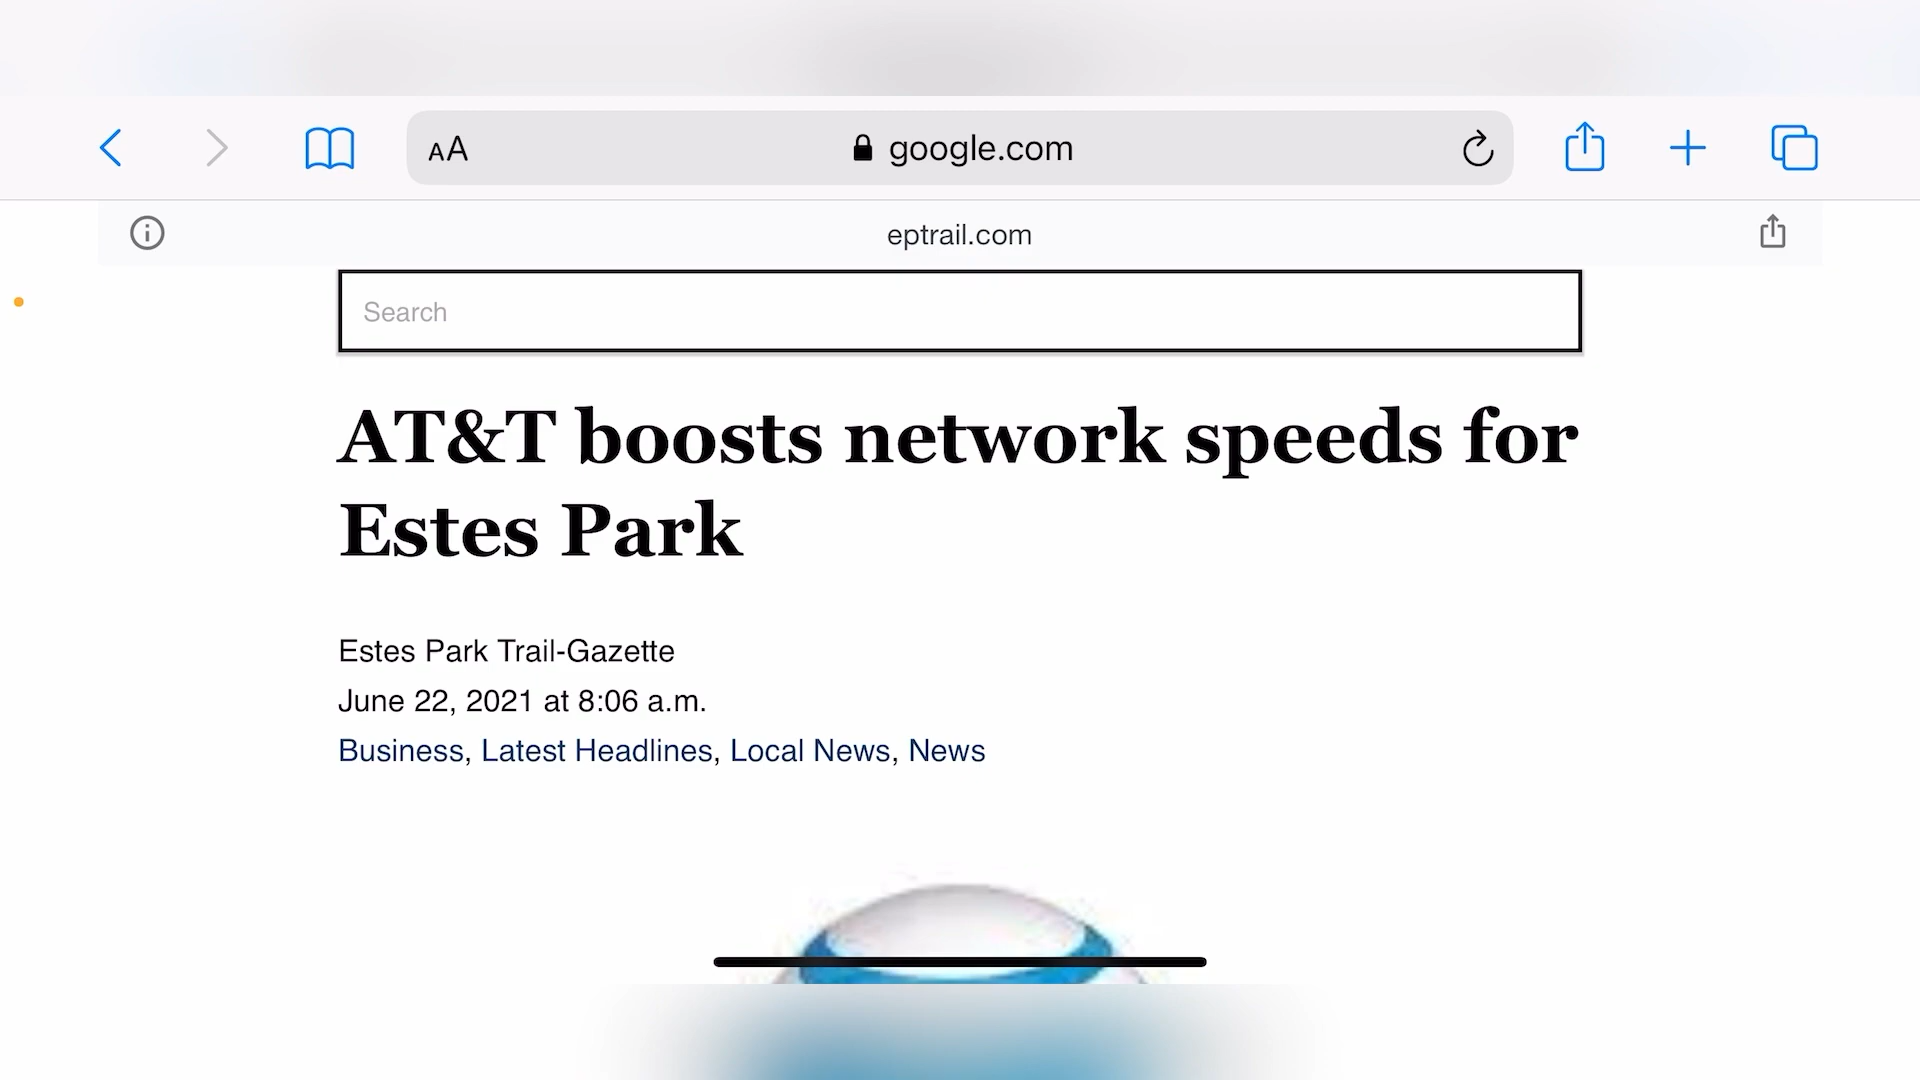 AA
google.com
eptrail.com
Search
AT&T boosts network speeds for
Estes Park
Estes Park Trail-Gazette
June 22, 2021 at 8:06 a.m.
Business, Latest Headlines, Local News, News